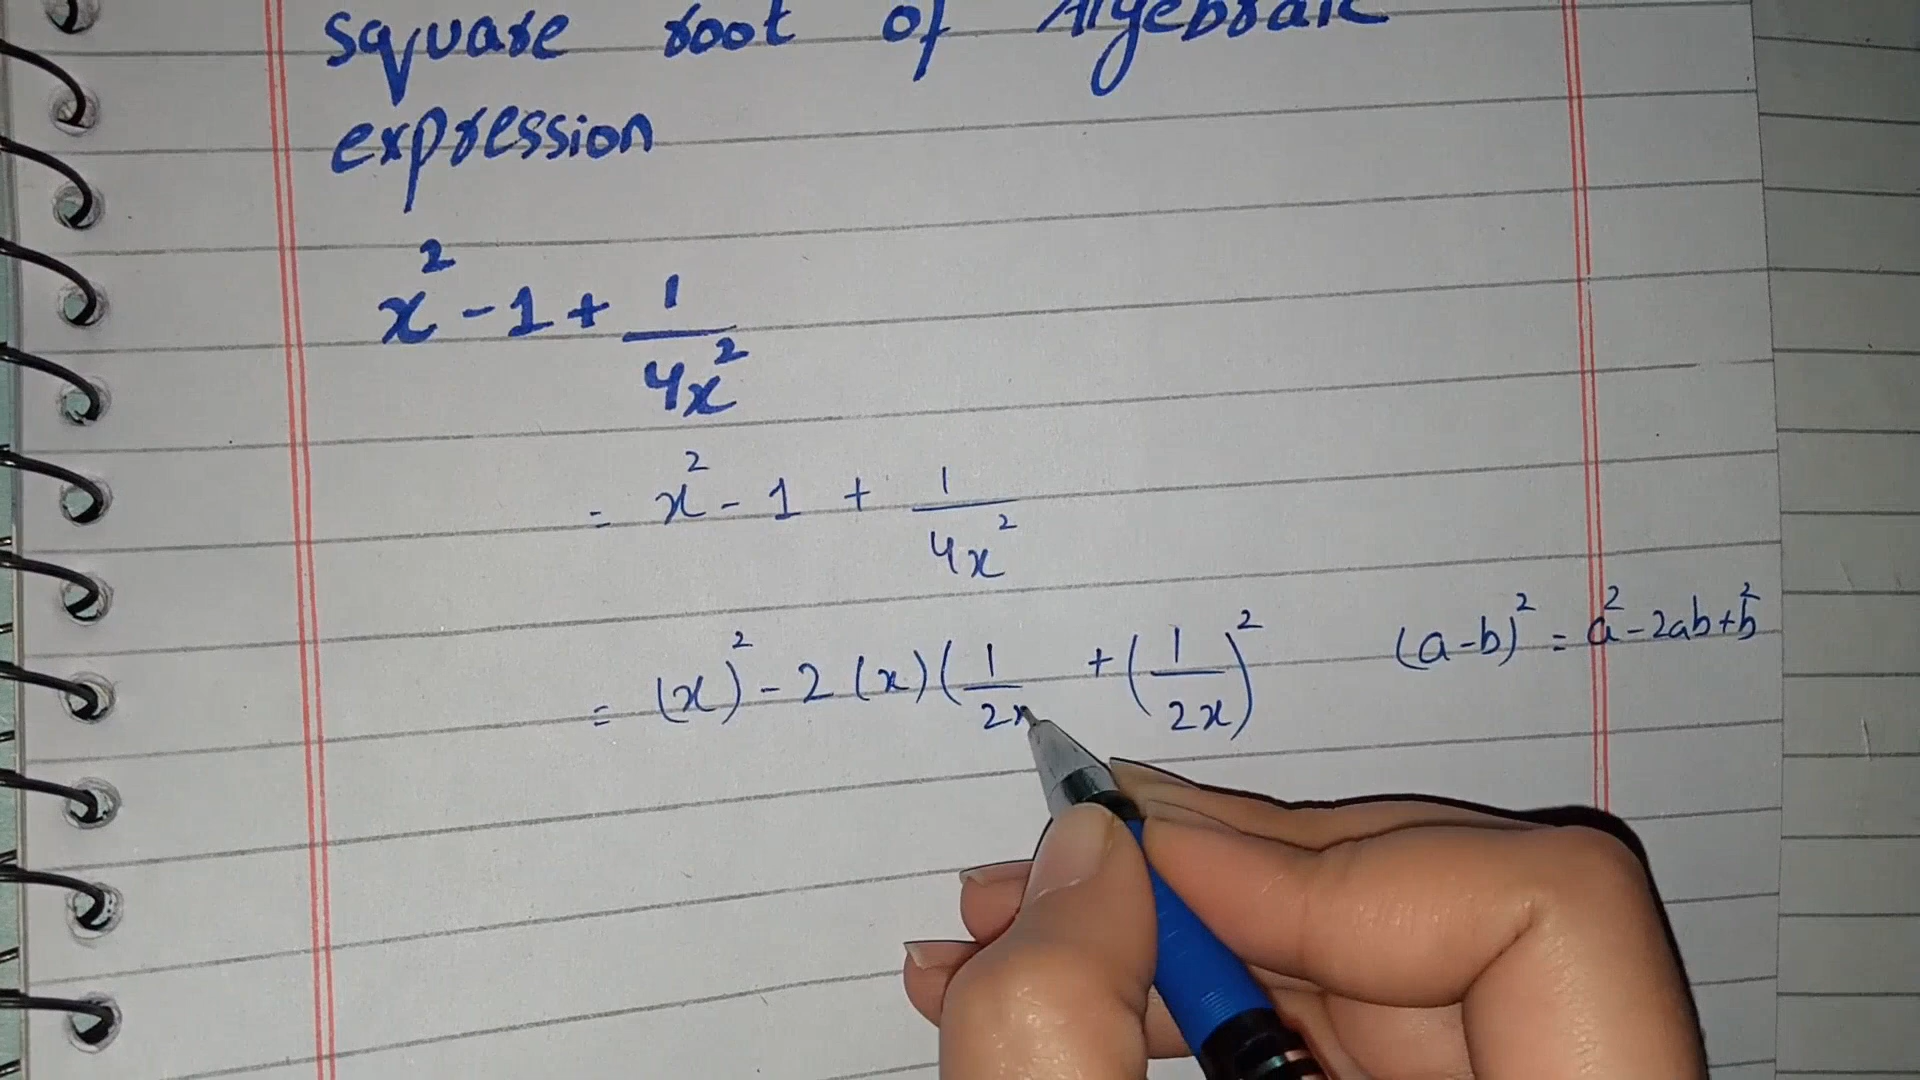 square root of Algebraic
expression
x² - 1 + 1/4x²
= x² - 1 + 1/4x²
= (x)² - 2(x)(1/2x + (1/2x)² (a-b)² = a² - 2ab + b²